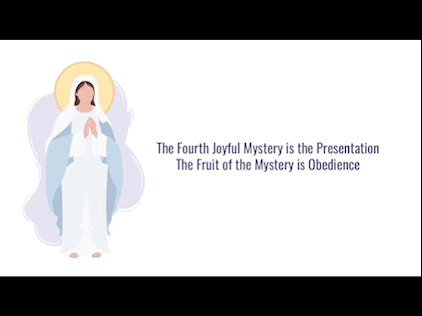 The Fourth Joyful Mystery is the Presentation
The Fruit of the Mystery is Obedience